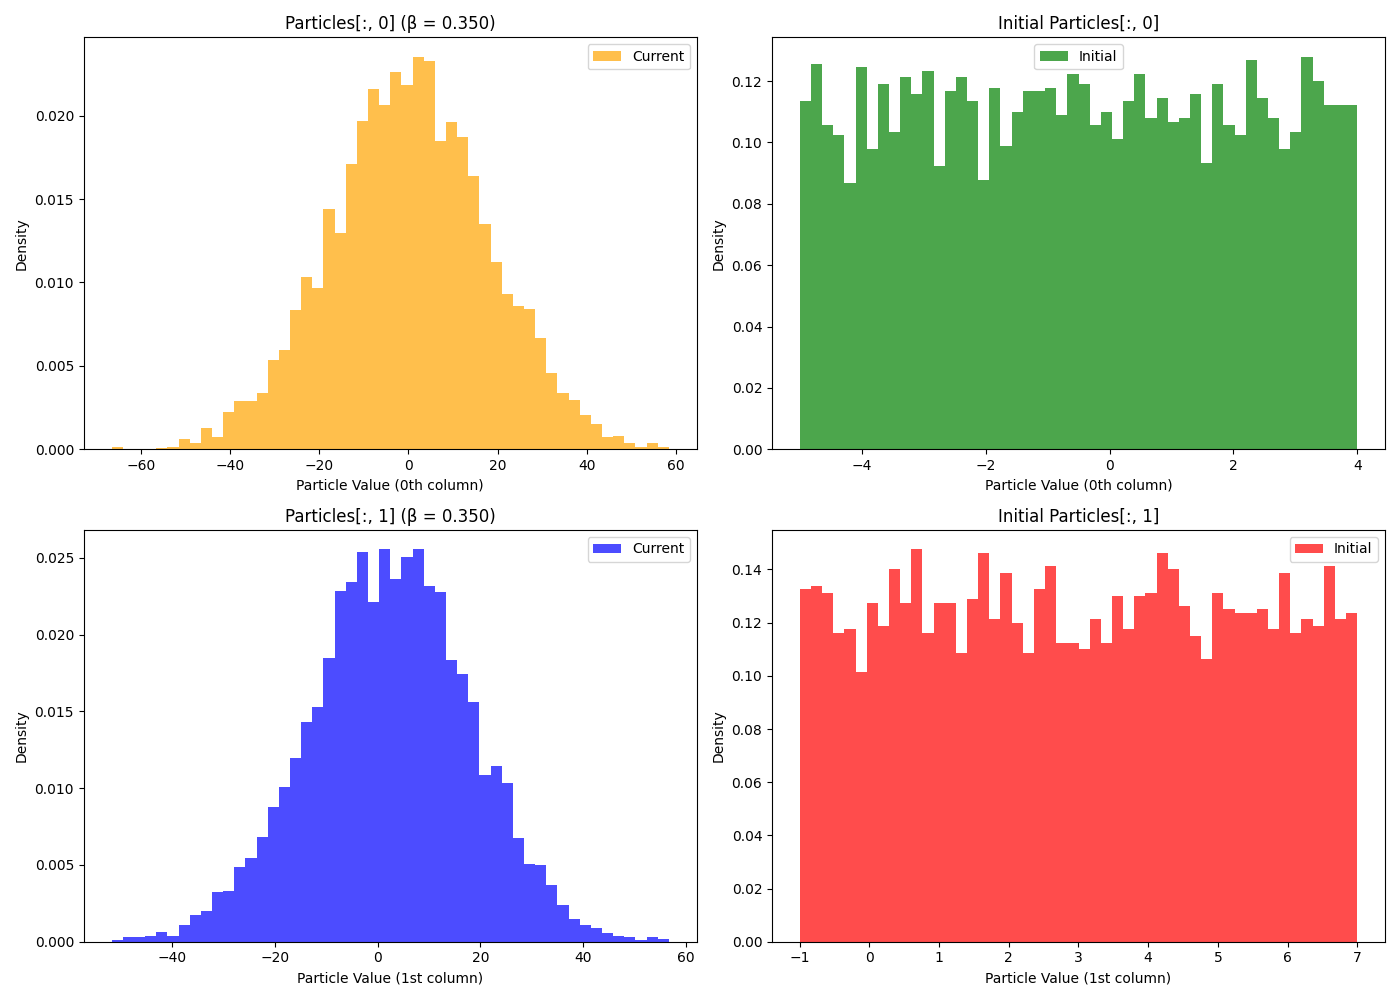 Particles[:, 0] (β = 0.350)
Current
Density
0.020
0.015
0.010
0.005
0.000
−60 −40 −20 0 20 40 60
Particle Value (0th column)
Initial Particles[:, 0]
Initial
Density
0.12
0.10
0.08
0.06
0.04
0.02
0.00
−4 −2 0 2 4
Particle Value (0th column)
Particles[:, 1] (β = 0.350)
Current
Density
0.025
0.020
0.015
0.010
0.005
0.000
−40 −20 0 20 40 60
Particle Value (1st column)
Initial Particles[:, 1]
Initial
Density
0.14
0.12
0.10
0.08
0.06
0.04
0.02
0.00
−1 0 1 2 3 4 5 6 7
Particle Value (1st column)